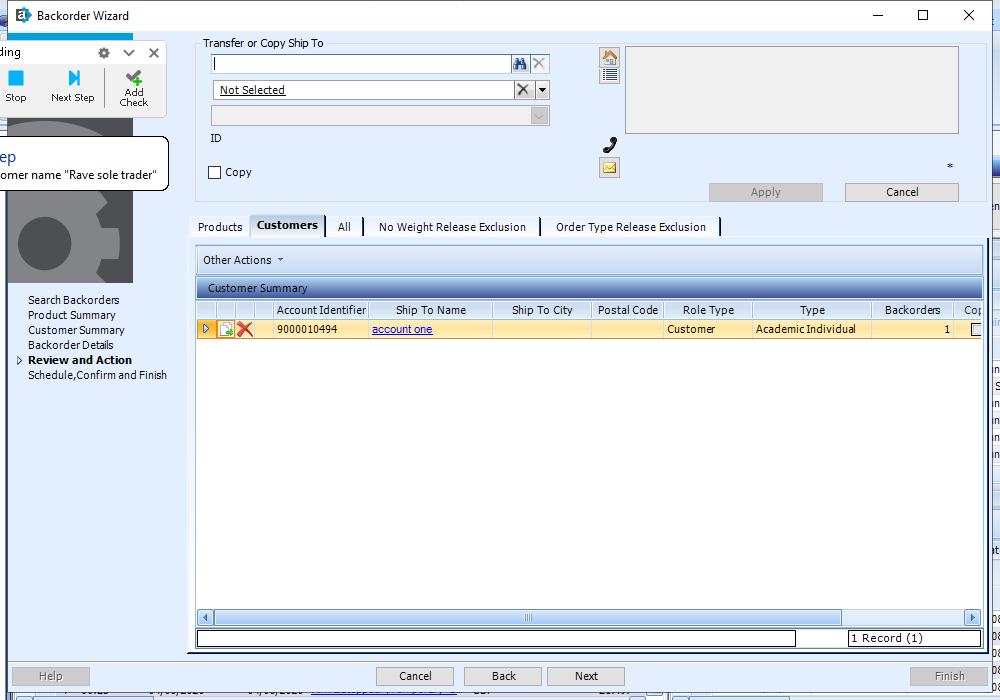 Backorder Wizard
ding
Stop
Next Step
Add
Check
ep
omer name "Rave sole trader"
Transfer or Copy Ship To
Not Selected
ID
Copy
*
Apply
Cancel
Products
Customers
All
No Weight Release Exclusion
Order Type Release Exclusion
Other Actions
Customer Summary
Account Identifier Ship To Name Ship To City Postal Code Role Type Type Backorders Cop
9000010494 account one Customer Academic Individual 1
Search Backorders
Product Summary
Customer Summary
Backorder Details
Review and Action
Schedule,Confirm and Finish
1 Record (1)
Help
Cancel
Back
Next
Finish